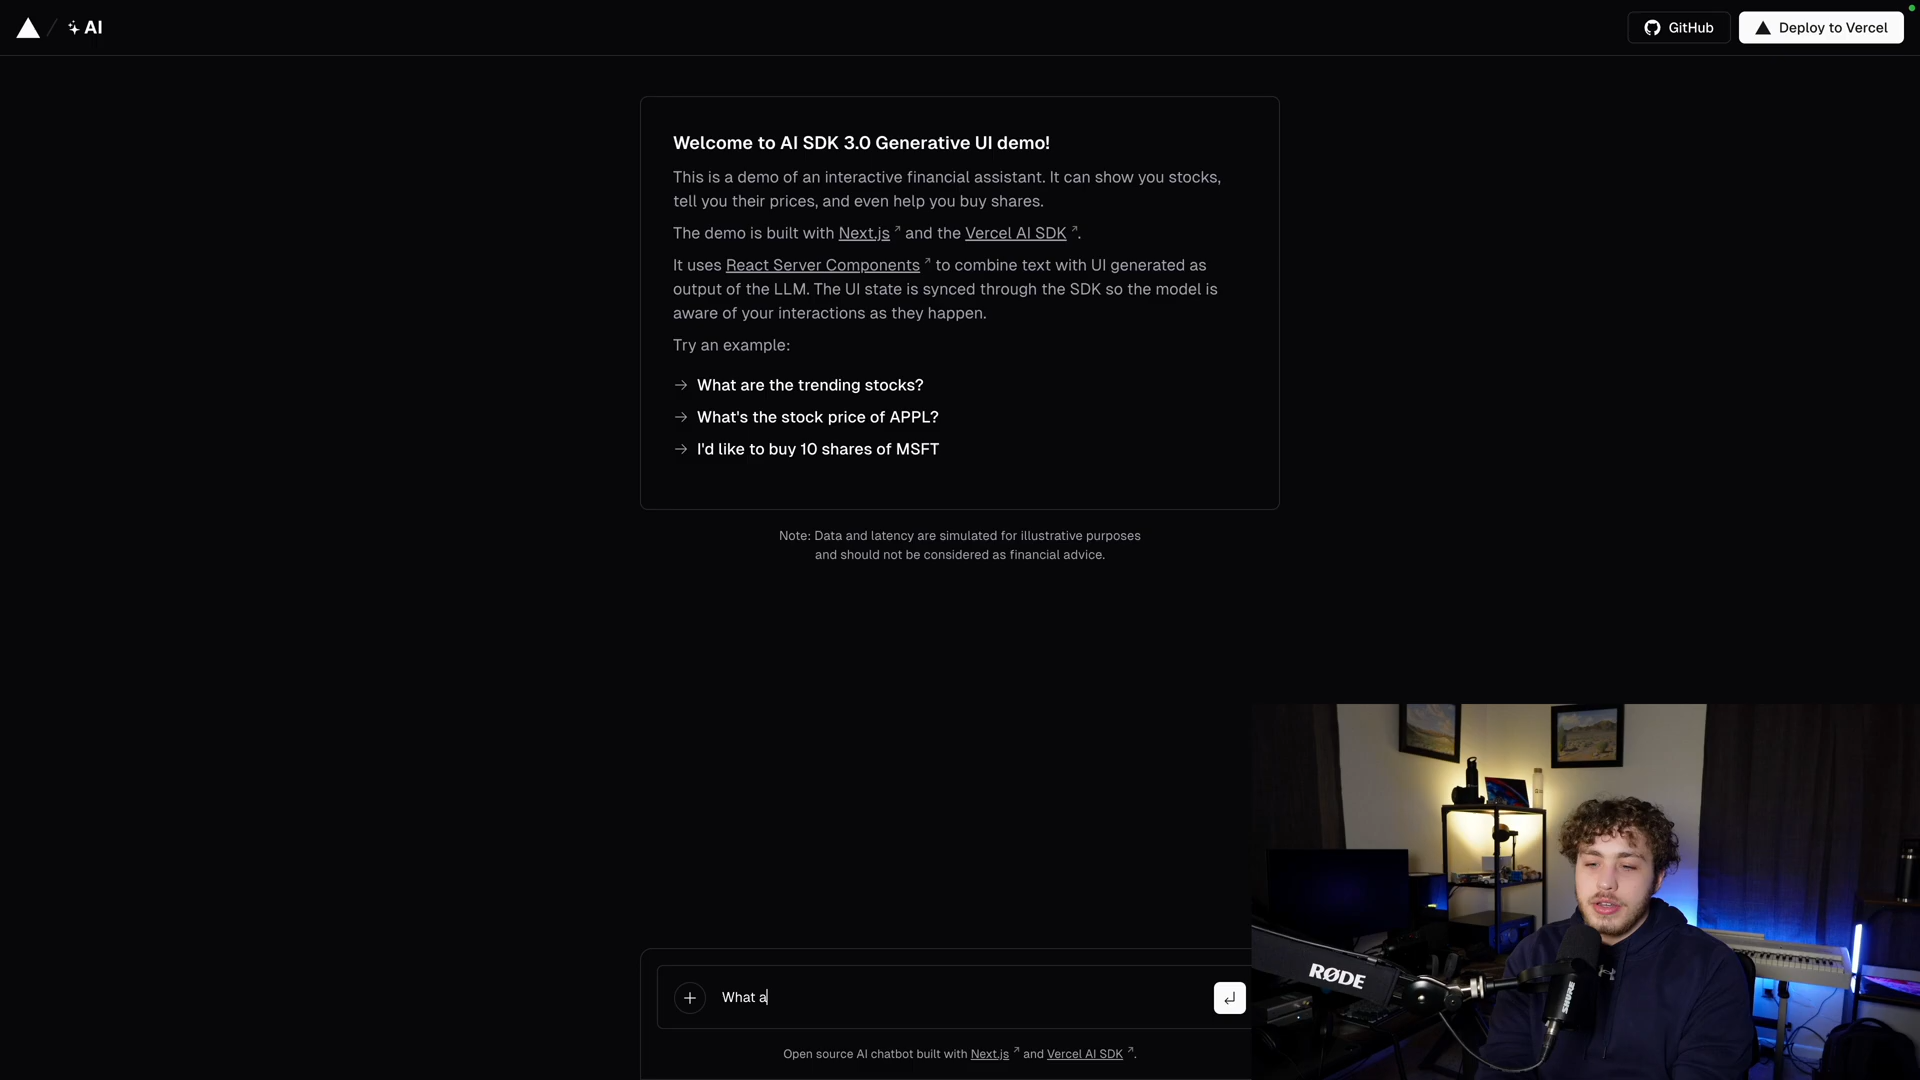 AI
GitHub
Deploy to Vercel
Welcome to AI SDK 3.0 Generative UI demo!
This is a demo of an interactive financial assistant. It can show you stocks,
tell you their prices, and even help you buy shares.
The demo is built with Next.js ↗ and the Vercel AI SDK ↗.
It uses React Server Components ↗ to combine text with UI generated as
output of the LLM. The UI state is synced through the SDK so the model is
aware of your interactions as they happen.
Try an example:
→ What are the trending stocks?
→ What's the stock price of APPL?
→ I'd like to buy 10 shares of MSFT
Note: Data and latency are simulated for illustrative purposes
and should not be considered as financial advice.
What a
Open source AI chatbot built with Next.js ↗ and Vercel AI SDK ↗.
RØDE
SHURE